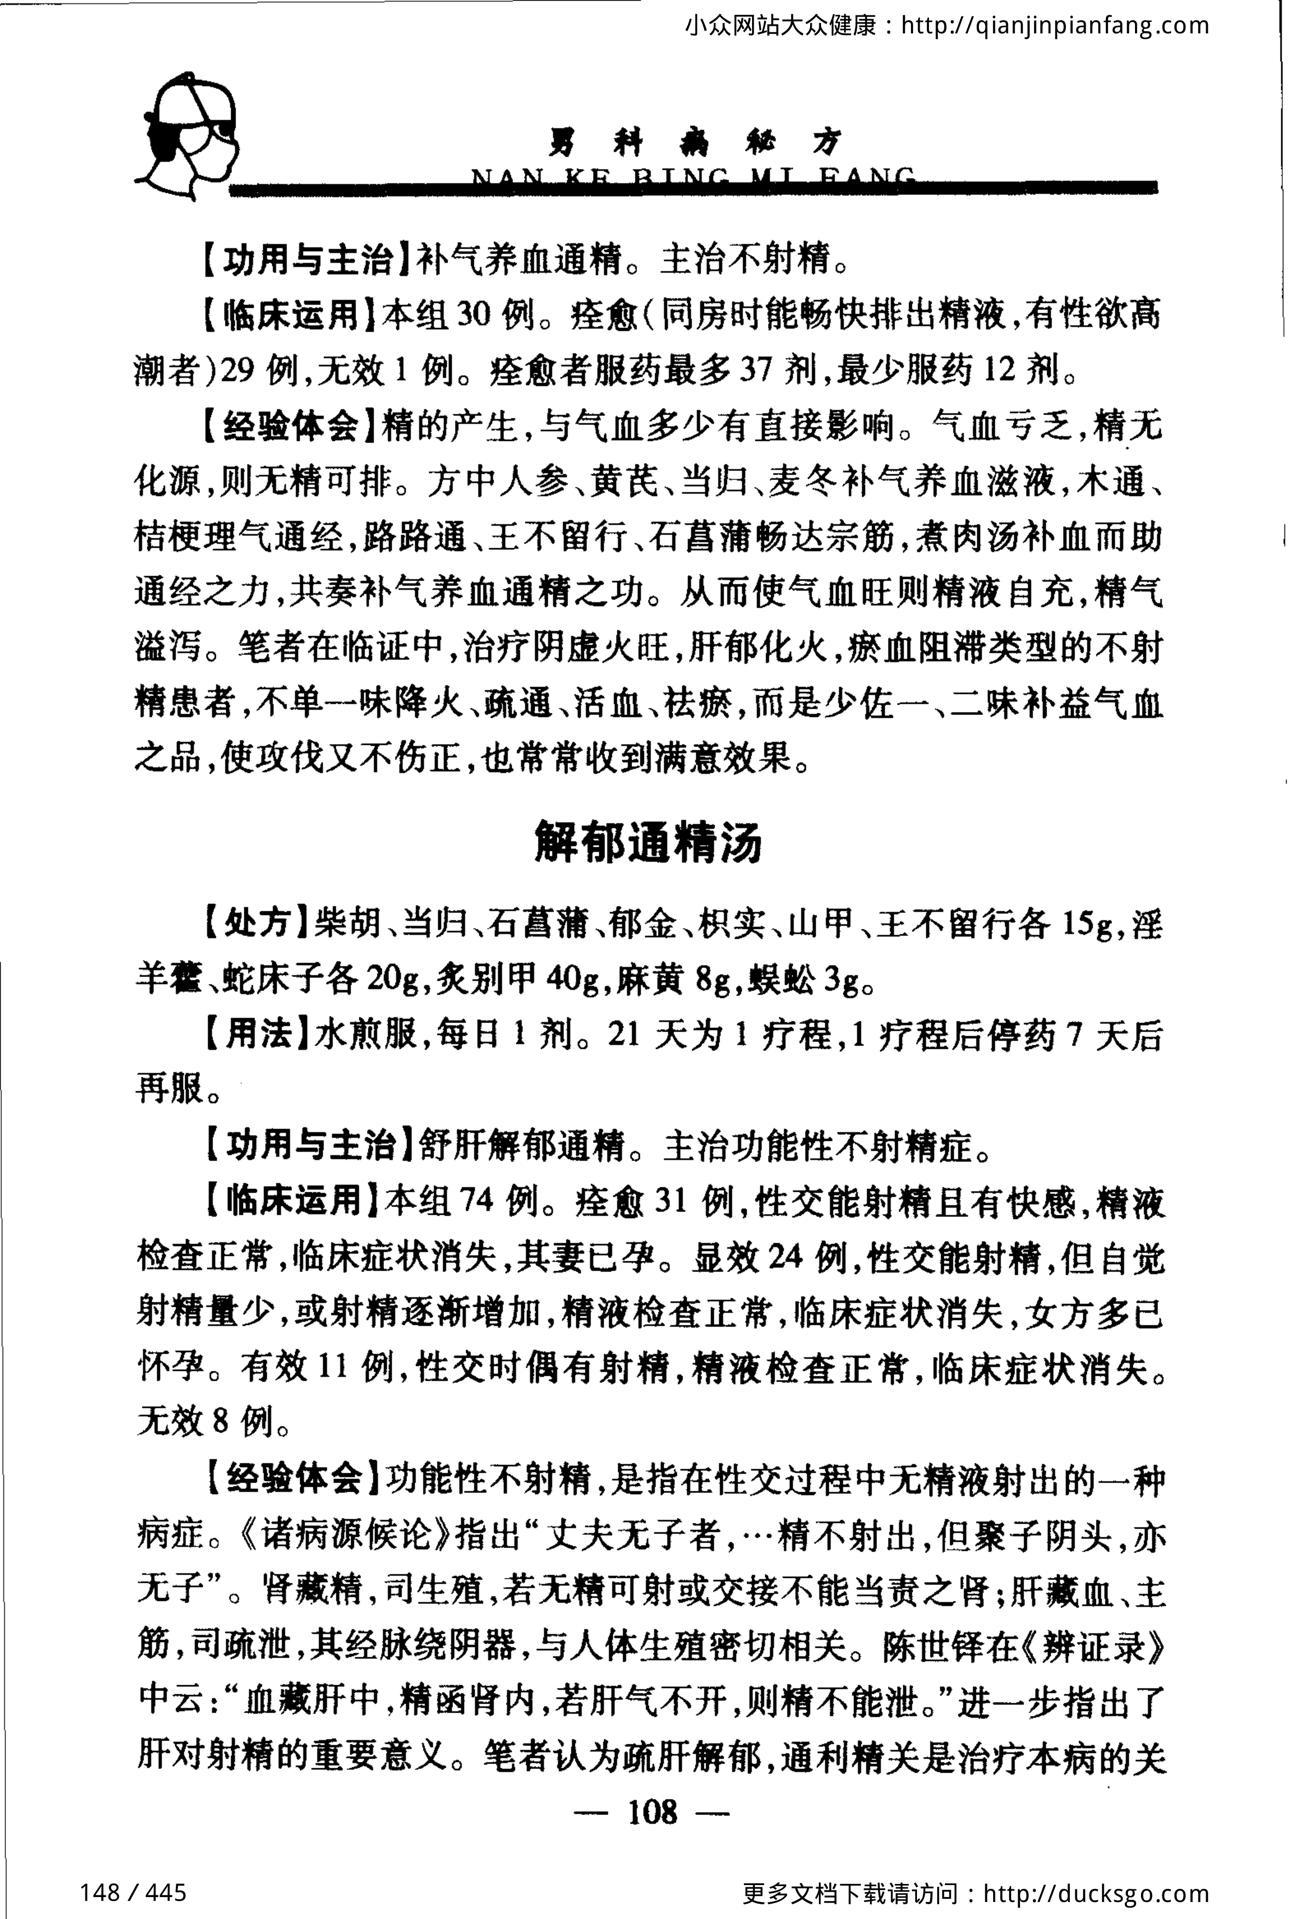 小众网站大众健康：http://qianjinpianfang.com
男科病秘方
NAN KE BING MI FANG
【功用与主治】补气养血通精。主治不射精。
【临床运用】本组 30 例。痊愈(同房时能畅快排出精液,有性欲高
潮者)29 例,无效 1 例。痊愈者服药最多 37 剂,最少服药 12 剂。
【经验体会】精的产生,与气血多少有直接影响。气血亏乏,精无
化源,则无精可排。方中人参、黄芪、当归、麦冬补气养血滋液,木通、
桔梗理气通经,路路通、王不留行、石菖蒲畅达宗筋,煮肉汤补血而助
通经之力,共奏补气养血通精之功。从而使气血旺则精液自充,精气
溢泻。笔者在临证中,治疗阴虚火旺,肝郁化火,瘀血阻滞类型的不射
精患者,不单一味降火、疏通、活血、祛瘀,而是少佐一、二味补益气血
之品,使攻伐又不伤正,也常常收到满意效果。
解郁通精汤
【处方】柴胡、当归、石菖蒲、郁金、枳实、山甲、王不留行各 15g,淫
羊藿、蛇床子各 20g,炙别甲 40g,麻黄 8g,蜈蚣 3g。
【用法】水煎服,每日 1 剂。21 天为 1 疗程,1 疗程后停药 7 天后
再服。
【功用与主治】舒肝解郁通精。主治功能性不射精症。
【临床运用】本组 74 例。痊愈 31 例,性交能射精且有快感,精液
检查正常,临床症状消失,其妻已孕。显效 24 例,性交能射精,但自觉
射精量少,或射精逐渐增加,精液检查正常,临床症状消失,女方多已
怀孕。有效 11 例,性交时偶有射精,精液检查正常,临床症状消失。
无效 8 例。
【经验体会】功能性不射精,是指在性交过程中无精液射出的一种
病症。《诸病源候论》指出“丈夫无子者,…精不射出,但聚子阴头,亦
无子”。肾藏精,司生殖,若无精可射或交接不能当责之肾;肝藏血、主
筋,司疏泄,其经脉绕阴器,与人体生殖密切相关。陈世铎在《辨证录》
中云:“血藏肝中,精函肾内,若肝气不开,则精不能泄。”进一步指出了
肝对射精的重要意义。笔者认为疏肝解郁,通利精关是治疗本病的关
— 108 —
148 / 445
更多文档下载请访问：http://ducksgo.com